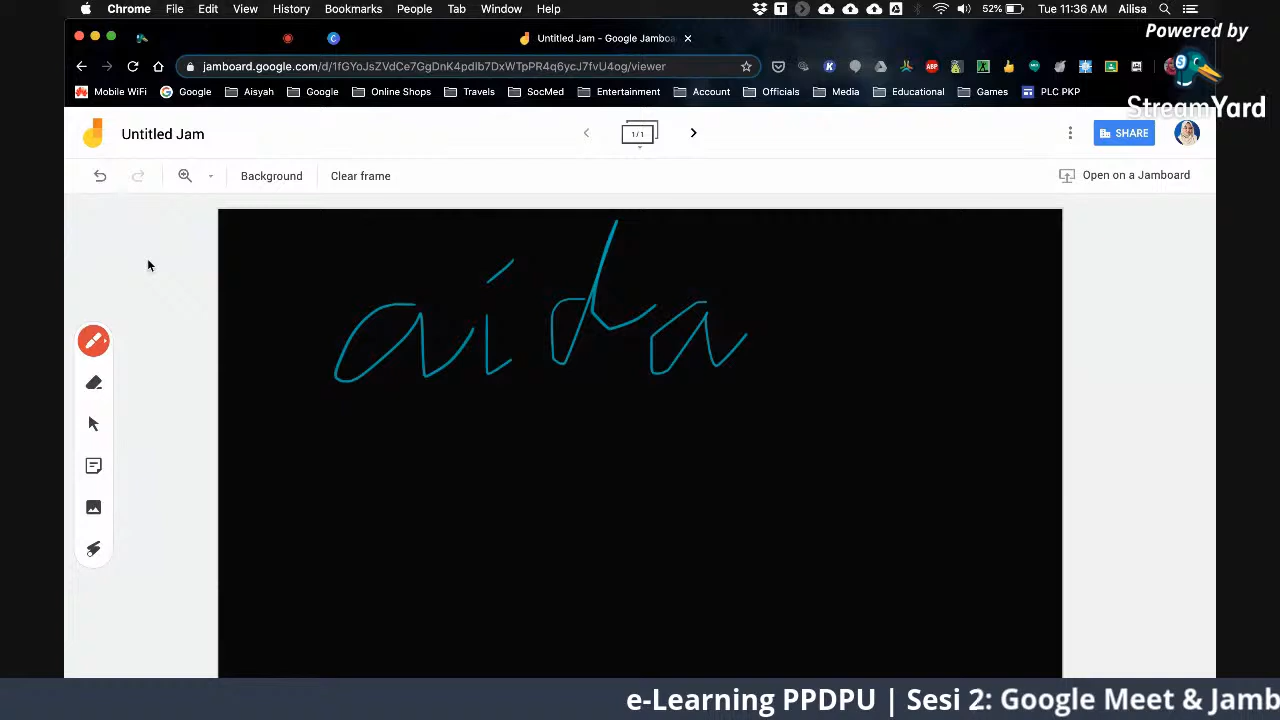 Chrome File Edit View History Bookmarks People Tab Window Help 52% Tue 11:36 AM Ailisa
Powered by
StreamYard
Untitled Jam - Google Jamboa
jamboard.google.com/d/1fGYoJsZVdCe7GgDnK4pdlb7DxWTpPR4q6ycJ7fvU4og/viewer
Mobile WiFi Google Aisyah Google Online Shops Travels SocMed Entertainment Account Officials Media Educational Games PLC PKP
Untitled Jam 1/1 SHARE
Background Clear frame Open on a Jamboard
aida
e-Learning PPDPU | Sesi 2: Google Meet & Jamb